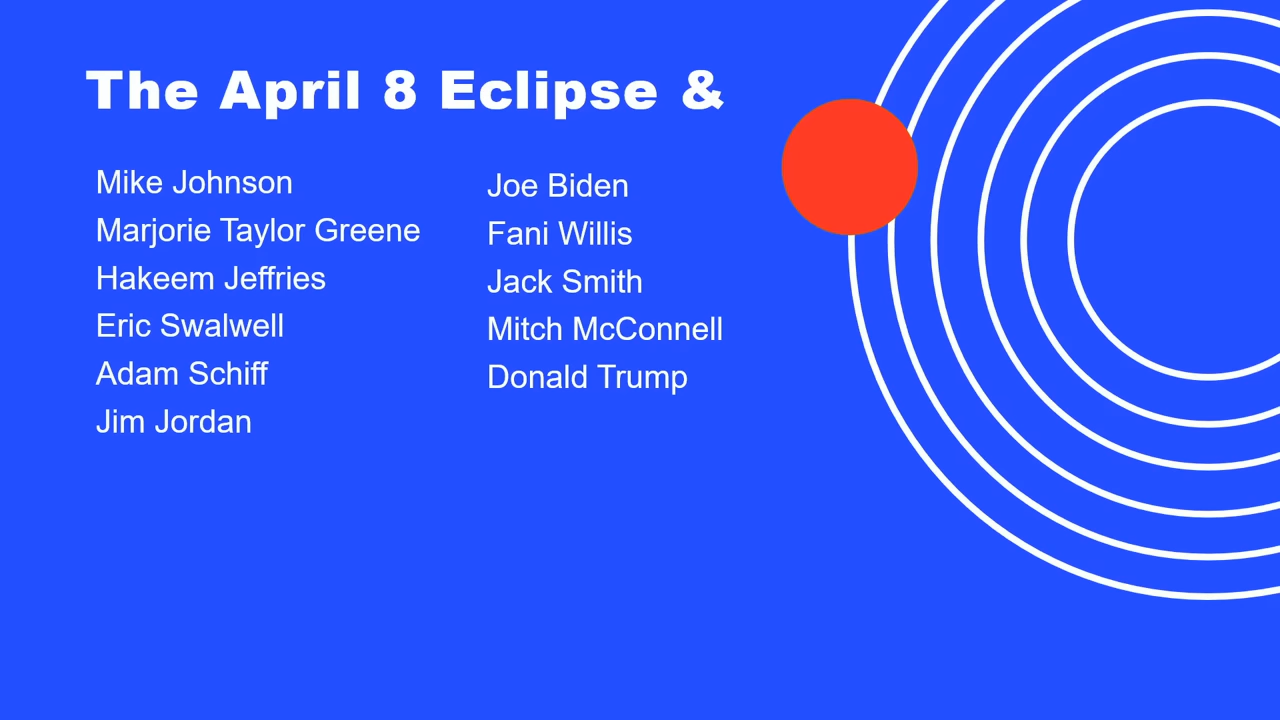 The April 8 Eclipse &
Mike Johnson
Marjorie Taylor Greene
Hakeem Jeffries
Eric Swalwell
Adam Schiff
Jim Jordan
Joe Biden
Fani Willis
Jack Smith
Mitch McConnell
Donald Trump